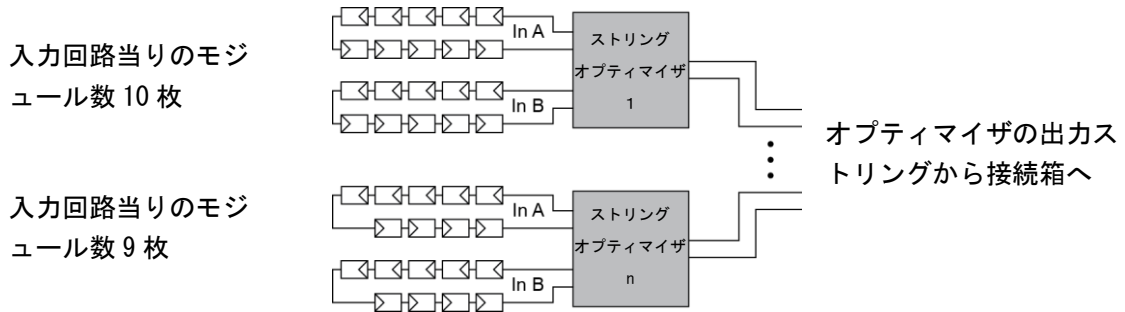 入力回路当りのモジ
ュール数 10 枚
In A
In B
ストリング
オプティマイザ
1
オプティマイザの出力ス
トリングから接続箱へ
入力回路当りのモジ
ュール数 9 枚
In A
In B
ストリング
オプティマイザ
n